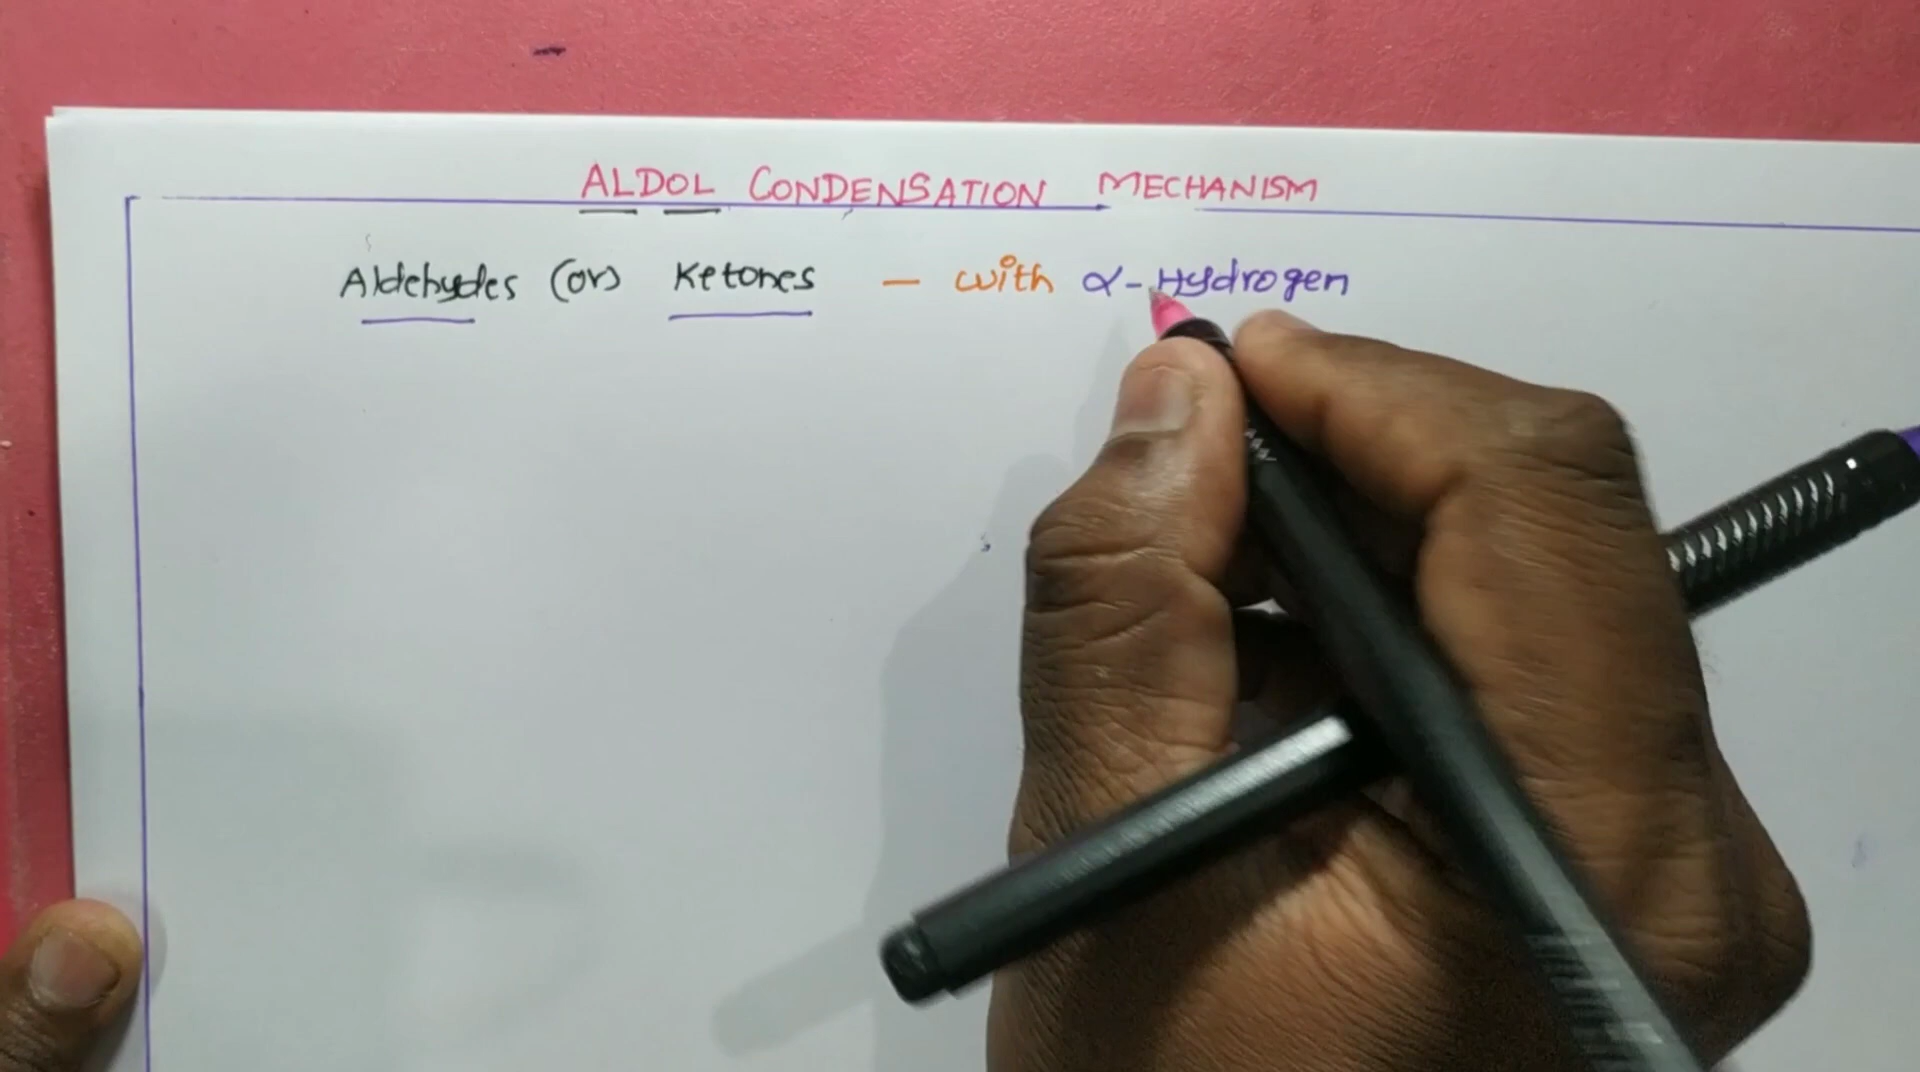 ALDOL CONDENSATION MECHANISM
Aldehydes (or) Ketones - with α-Hydrogen